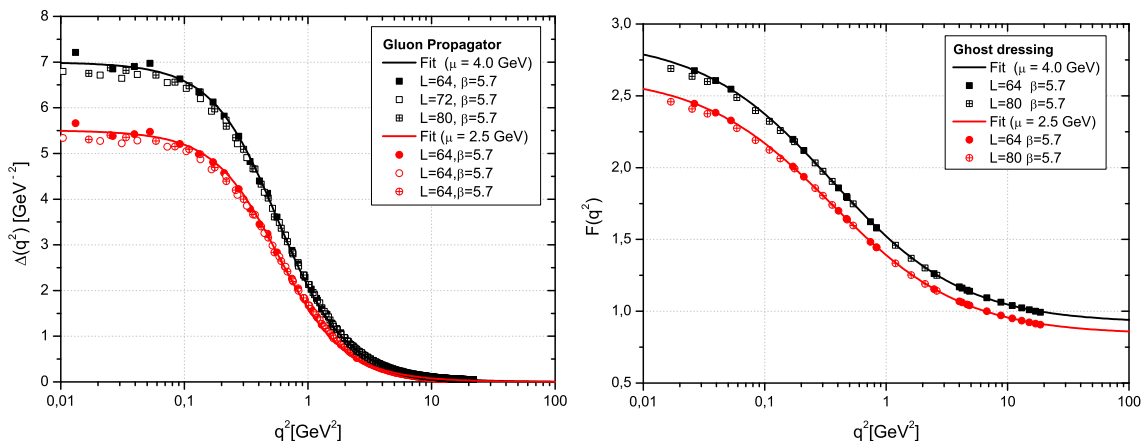 Gluon Propagator
Fit (μ = 4.0 GeV)
L=64, β=5.7
L=72, β=5.7
L=80, β=5.7
Fit (μ = 2.5 GeV)
L=64,β=5.7
L=64,β=5.7
L=64,β=5.7
Δ(q²) [GeV⁻²]
8
7
6
5
4
3
2
1
0
0,01 0,1 1 10 100
q²[GeV²]
Ghost dressing
Fit (μ = 4.0 GeV)
L=64 β=5.7
L=80 β=5.7
Fit (μ = 2.5 GeV)
L=64 β=5.7
L=80 β=5.7
F(q²)
3,0
2,5
2,0
1,5
1,0
0,5
0,01 0,1 1 10 100
q²[GeV²]